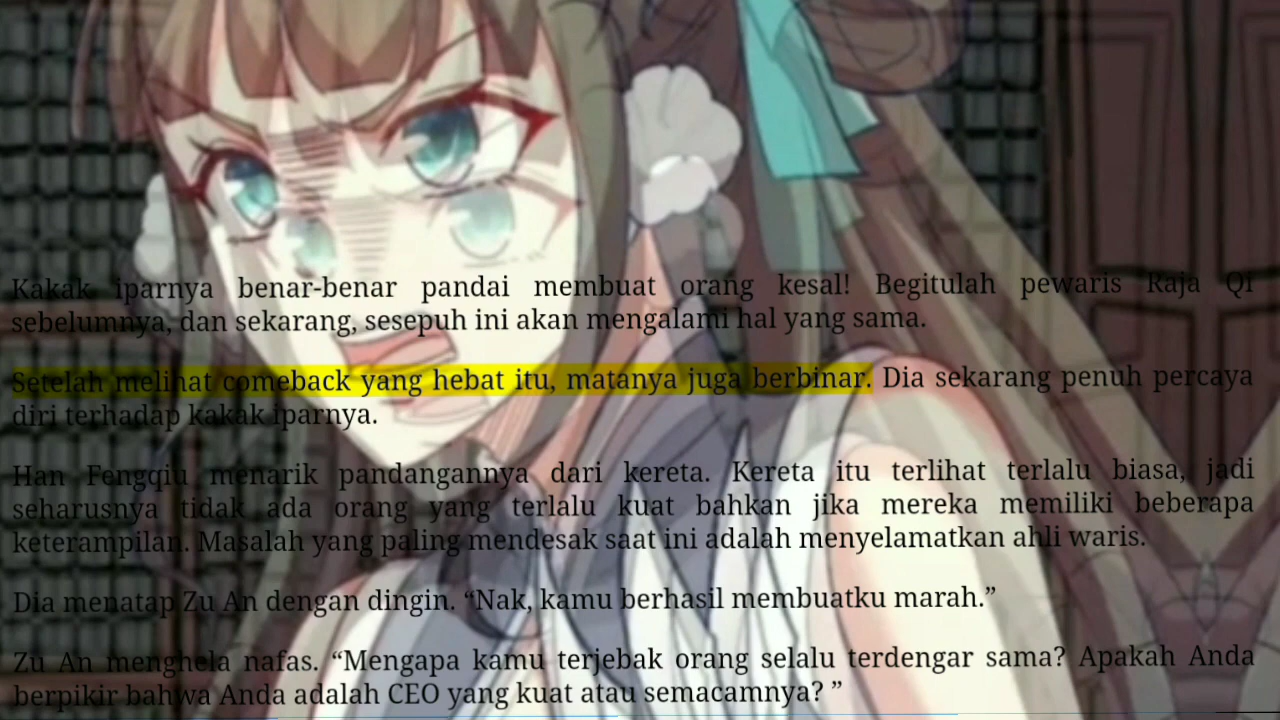 Kakak iparnya benar-benar pandai membuat orang kesal! Begitulah pewaris Raja Qi
sebelumnya, dan sekarang, sesepuh ini akan mengalami hal yang sama.
Setelah melihat comeback yang hebat itu, matanya juga berbinar. Dia sekarang penuh percaya
diri terhadap kakak iparnya.
Han Fengqiu menarik pandangannya dari kereta. Kereta itu terlihat terlalu biasa, jadi
seharusnya tidak ada orang yang terlalu kuat bahkan jika mereka memiliki beberapa
keterampilan. Masalah yang paling mendesak saat ini adalah menyelamatkan ahli waris.
Dia menatap Zu An dengan dingin. “Nak, kamu berhasil membuatku marah.”
Zu An menghela nafas. “Mengapa kamu terjebak orang selalu terdengar sama? Apakah Anda
berpikir bahwa Anda adalah CEO yang kuat atau semacamnya? ”